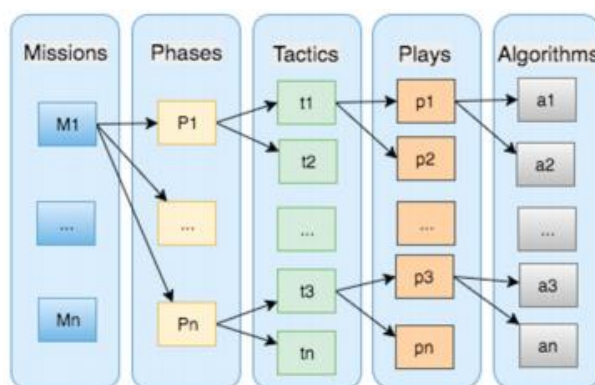 Missions Phases Tactics Plays Algorithms
M1 P1 t1 p1 a1
t2 p2 a2
... ... ... ... ...
Mn Pn t3 p3 a3
tn pn an